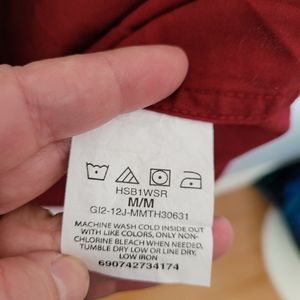 HSB1WSR
M/M
GI2-12J-MMTH30631
MACHINE WASH COLD INSIDE OUT
WITH LIKE COLORS, ONLY NON-
CHLORINE BLEACH WHEN NEEDED,
TUMBLE DRY LOW OR LINE DRY,
LOW IRON
690742734174